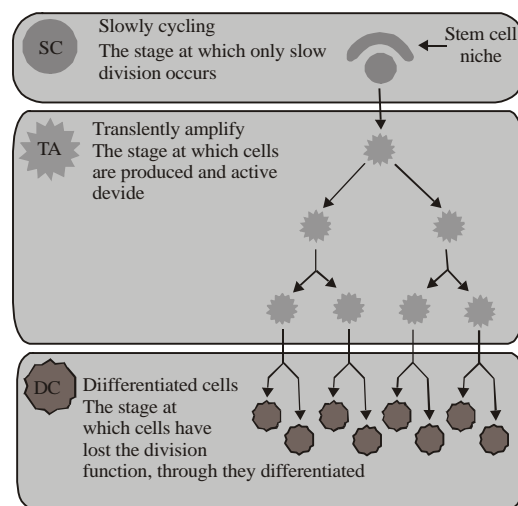 SC
Slowly cycling
The stage at which only slow
division occurs
Stem cell
niche
TA
Translently amplify
The stage at which cells
are produced and active
devide
DC
Diifferentiated cells
The stage at
which cells have
lost the division
function, through they differentiated